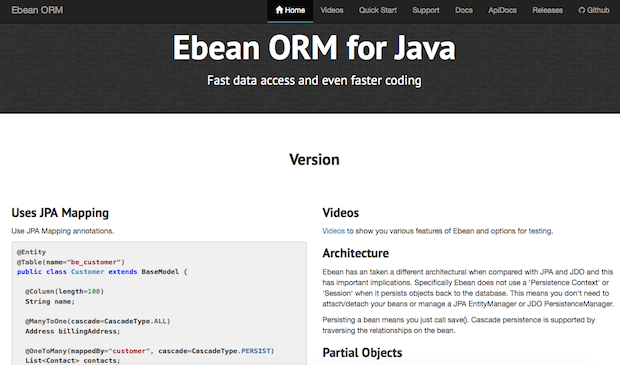 Ebean ORM
Home Videos Quick Start Support Docs ApiDocs Releases Github
Ebean ORM for Java
Fast data access and even faster coding
Version
Uses JPA Mapping
Use JPA Mapping annotations.
@Entity
@Table(name="be_customer")
public class Customer extends BaseModel {
@Column(length=100)
String name;
@ManyToOne(cascade=CascadeType.ALL)
Address billingAddress;
@OneToMany(mappedBy="customer", cascade=CascadeType.PERSIST)
List<Contact> contacts;
Videos
Videos to show you various features of Ebean and options for testing.
Architecture
Ebean has an taken a different architectural when compared with JPA and JDO and this
has important implications. Specifically Ebean does not use a 'Persistence Context' or
'Session' when it persists objects back to the database. This means you don't need to
attach/detach your beans or manage a JPA EntityManager or JDO PersistenceManager.
Persisting a bean means you just call save(). Cascade persistence is supported by
traversing the relationships on the bean.
Partial Objects